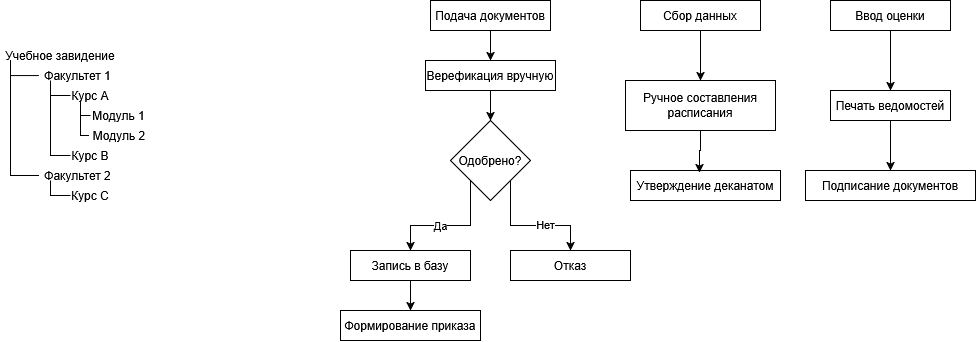 Учебное завидение
Факультет 1
Курс А
Модуль 1
Модуль 2
Курс B
Факультет 2
Курс C
Подача документов
Верефикация вручную
Одобрено?
Да
Нет
Запись в базу
Отказ
Формирование приказа
Сбор данных
Ручное составления
расписания
Утверждение деканатом
Ввод оценки
Печать ведомостей
Подписание документов